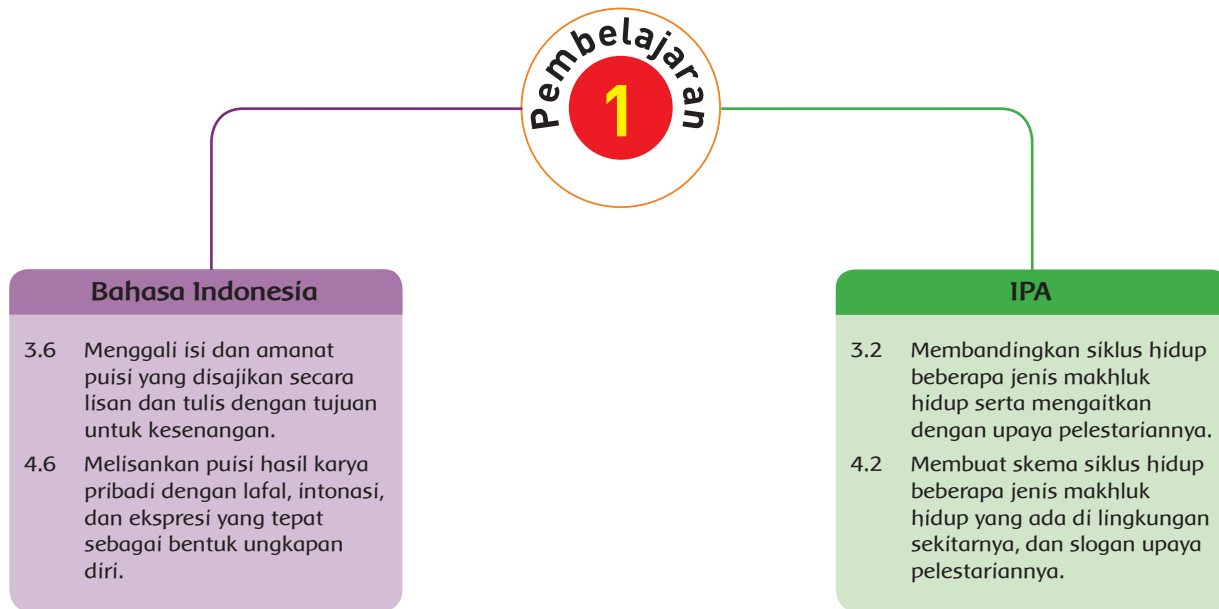 Pembelajaran
1
Bahasa Indonesia
3.6 Menggali isi dan amanat
puisi yang disajikan secara
lisan dan tulis dengan tujuan
untuk kesenangan.
4.6 Melisankan puisi hasil karya
pribadi dengan lafal, intonasi,
dan ekspresi yang tepat
sebagai bentuk ungkapan
diri.
IPA
3.2 Membandingkan siklus hidup
beberapa jenis makhluk
hidup serta mengaitkan
dengan upaya pelestariannya.
4.2 Membuat skema siklus hidup
beberapa jenis makhluk
hidup yang ada di lingkungan
sekitarnya, dan slogan upaya
pelestariannya.